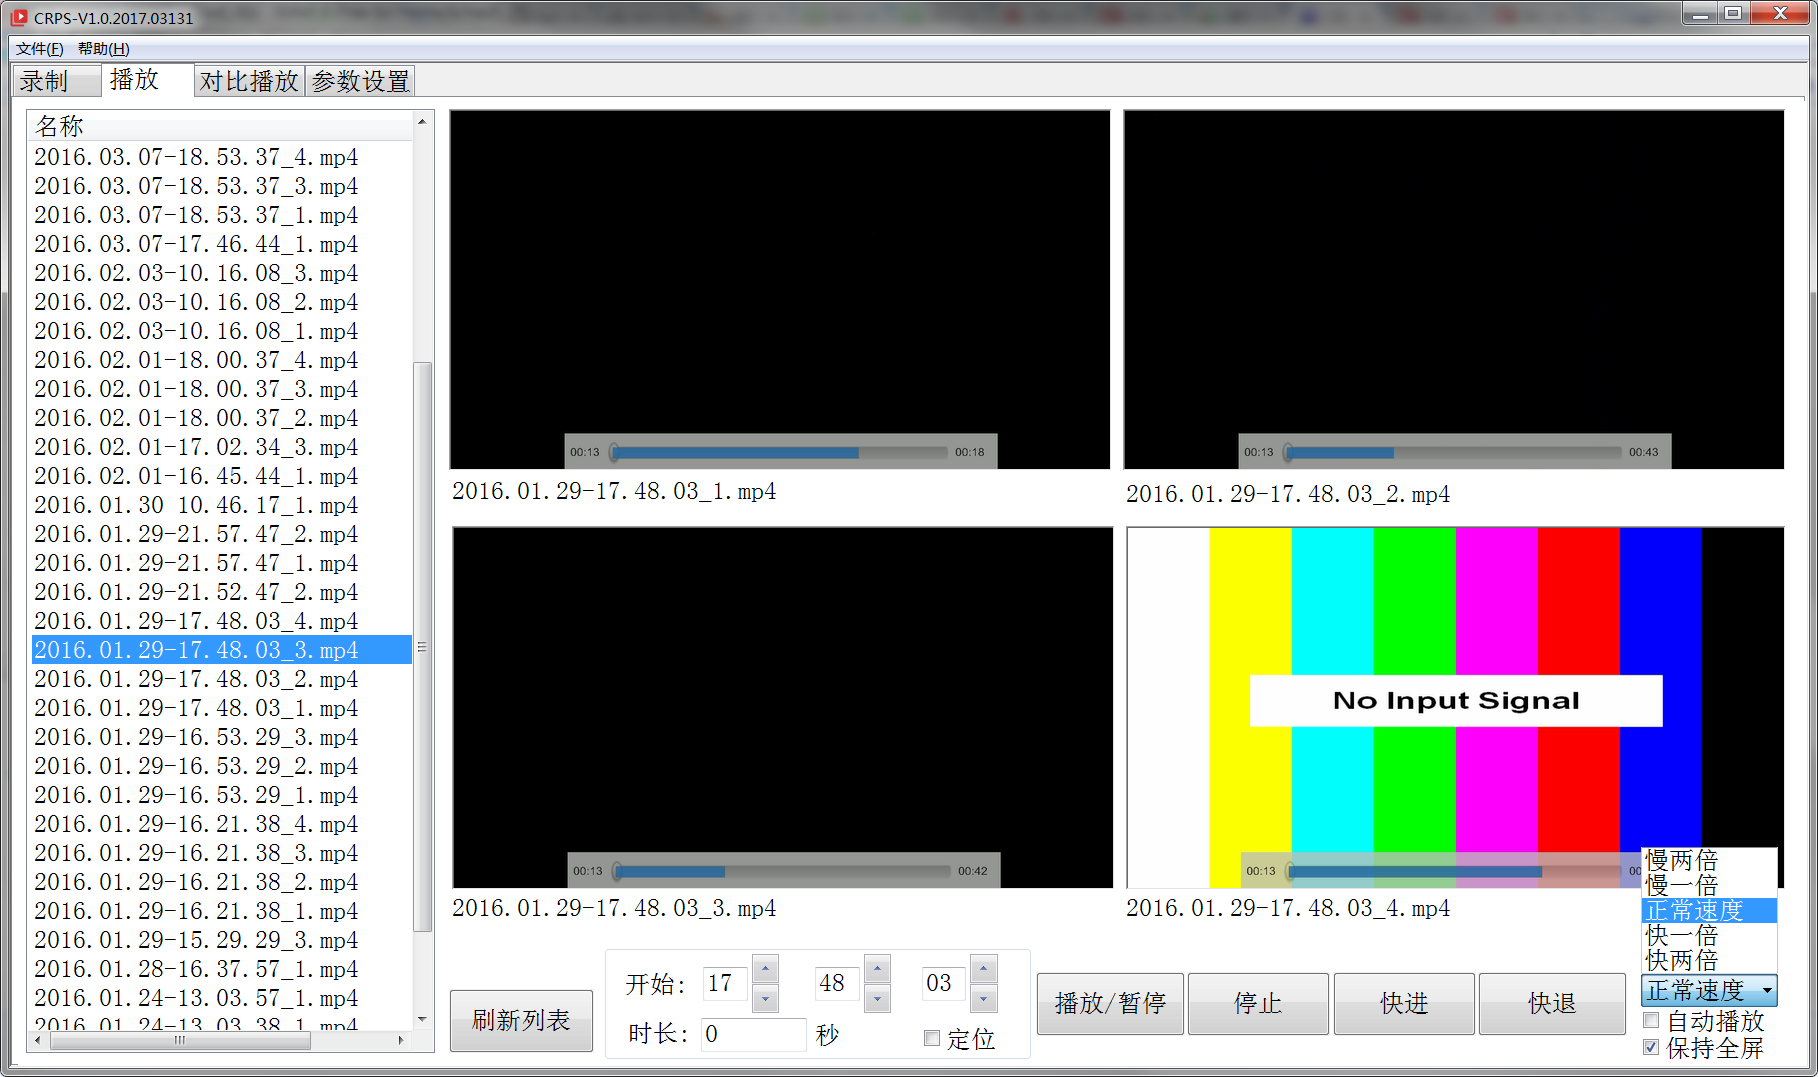 CRPS-V1.0.2017.03131
文件(F) 帮助(H)
录制 播放 对比播放 参数设置
名称
2016.03.07-18.53.37_4.mp4
2016.03.07-18.53.37_3.mp4
2016.03.07-18.53.37_1.mp4
2016.03.07-17.46.44_1.mp4
2016.02.03-10.16.08_3.mp4
2016.02.03-10.16.08_2.mp4
2016.02.03-10.16.08_1.mp4
2016.02.01-18.00.37_4.mp4
2016.02.01-18.00.37_3.mp4
2016.02.01-18.00.37_2.mp4
2016.02.01-17.02.34_3.mp4
2016.02.01-16.45.44_1.mp4
2016.01.30 10.46.17_1.mp4
2016.01.29-21.57.47_2.mp4
2016.01.29-21.57.47_1.mp4
2016.01.29-21.52.47_2.mp4
2016.01.29-17.48.03_4.mp4
2016.01.29-17.48.03_3.mp4
2016.01.29-17.48.03_2.mp4
2016.01.29-17.48.03_1.mp4
2016.01.29-16.53.29_3.mp4
2016.01.29-16.53.29_2.mp4
2016.01.29-16.53.29_1.mp4
2016.01.29-16.21.38_4.mp4
2016.01.29-16.21.38_3.mp4
2016.01.29-16.21.38_2.mp4
2016.01.29-16.21.38_1.mp4
2016.01.29-15.29.29_3.mp4
2016.01.28-16.37.57_1.mp4
2016.01.24-13.03.57_1.mp4
2016.01.24-13.03.38_1.mp4
00:13 00:18
2016.01.29-17.48.03_1.mp4
00:13 00:43
2016.01.29-17.48.03_2.mp4
00:13 00:42
2016.01.29-17.48.03_3.mp4
No Input Signal
00:13 00
2016.01.29-17.48.03_4.mp4
慢两倍
慢一倍
正常速度
快一倍
快两倍
正常速度
自动播放
保持全屏
刷新列表
开始: 17 48 03
时长: 0 秒 定位
播放/暂停 停止 快进 快退